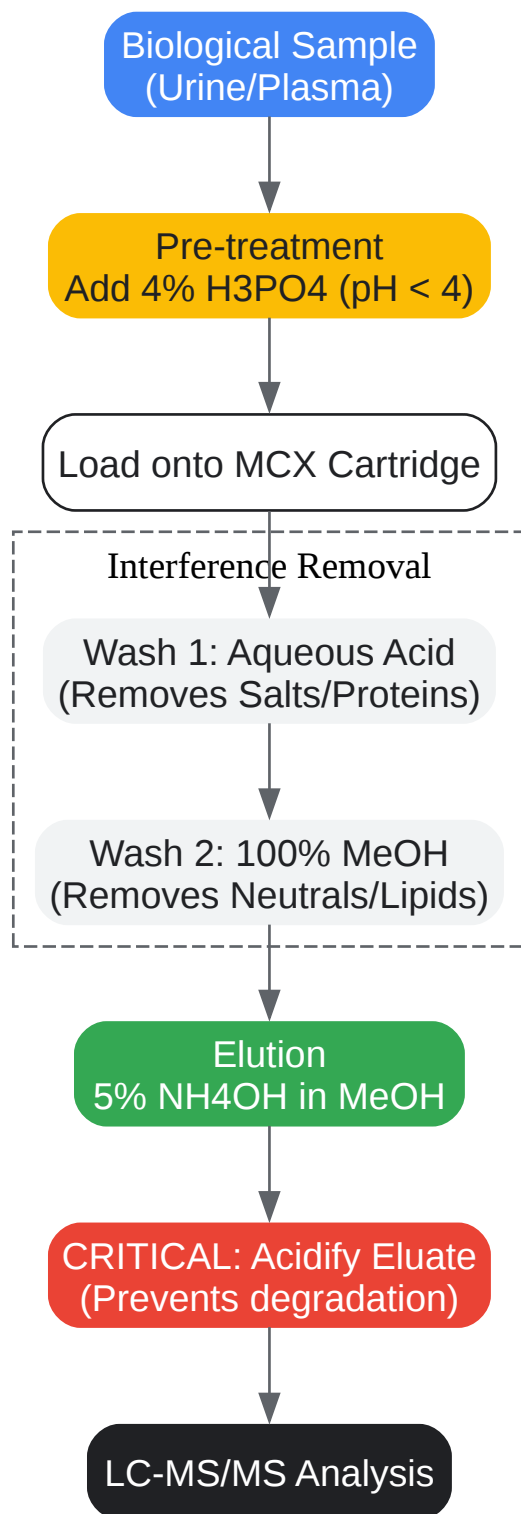 Biological Sample
(Urine/Plasma)
Pre-treatment
Add 4% H3PO4 (pH < 4)
Load onto MCX Cartridge
Interference Removal
Wash 1: Aqueous Acid
(Removes Salts/Proteins)
Wash 2: 100% MeOH
(Removes Neutrals/Lipids)
Elution
5% NH4OH in MeOH
CRITICAL: Acidify Eluate
(Prevents degradation)
LC-MS/MS Analysis